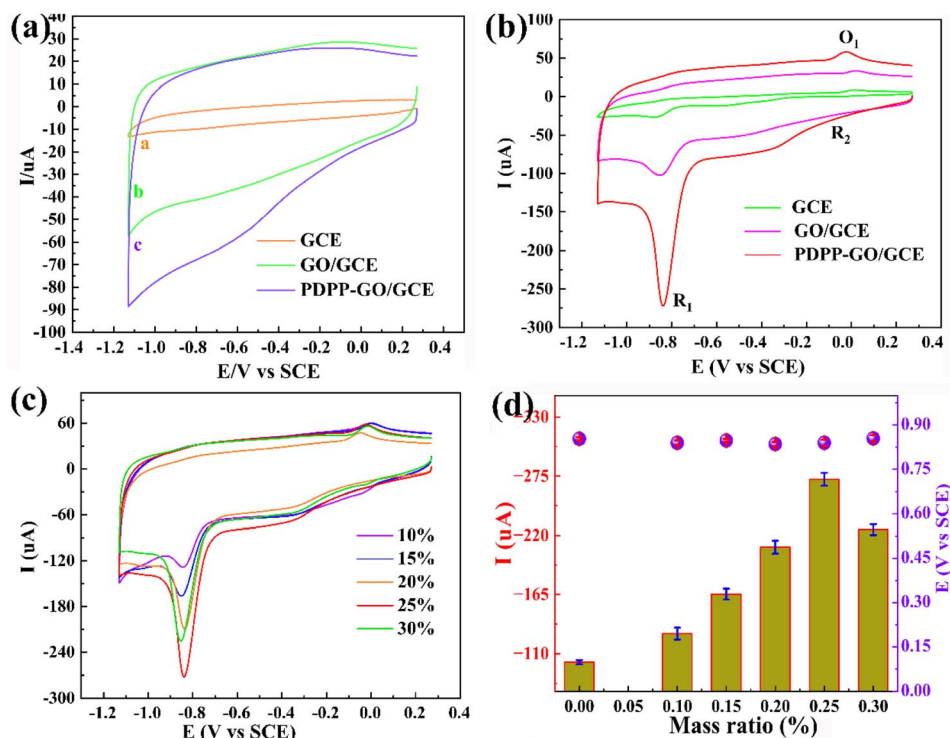 (a)
40
30
20
10
0
-10
-20
-30
-40
-50
-60
-70
-80
-90
-100
I/uA
a
b
c
GCE
GO/GCE
PDPP-GO/GCE
-1.4 -1.2 -1.0 -0.8 -0.6 -0.4 -0.2 0.0 0.2 0.4
E/V vs SCE
(b)
100
50
0
-50
-100
-150
-200
-250
-300
I (uA)
O1
R2
R1
GCE
GO/GCE
PDPP-GO/GCE
-1.2 -1.0 -0.8 -0.6 -0.4 -0.2 0.0 0.2 0.4
E (V vs SCE)
(c)
60
0
-60
-120
-180
-240
-300
I (uA)
10%
15%
20%
25%
30%
-1.2 -1.0 -0.8 -0.6 -0.4 -0.2 0.0 0.2 0.4
E (V vs SCE)
(d)
-330
-275
-220
-165
-110
I (uA)
0.90
0.75
0.60
0.45
0.30
0.15
0.00
E (V vs SCE)
0.00 0.05 0.10 0.15 0.20 0.25 0.30
Mass ratio (%)